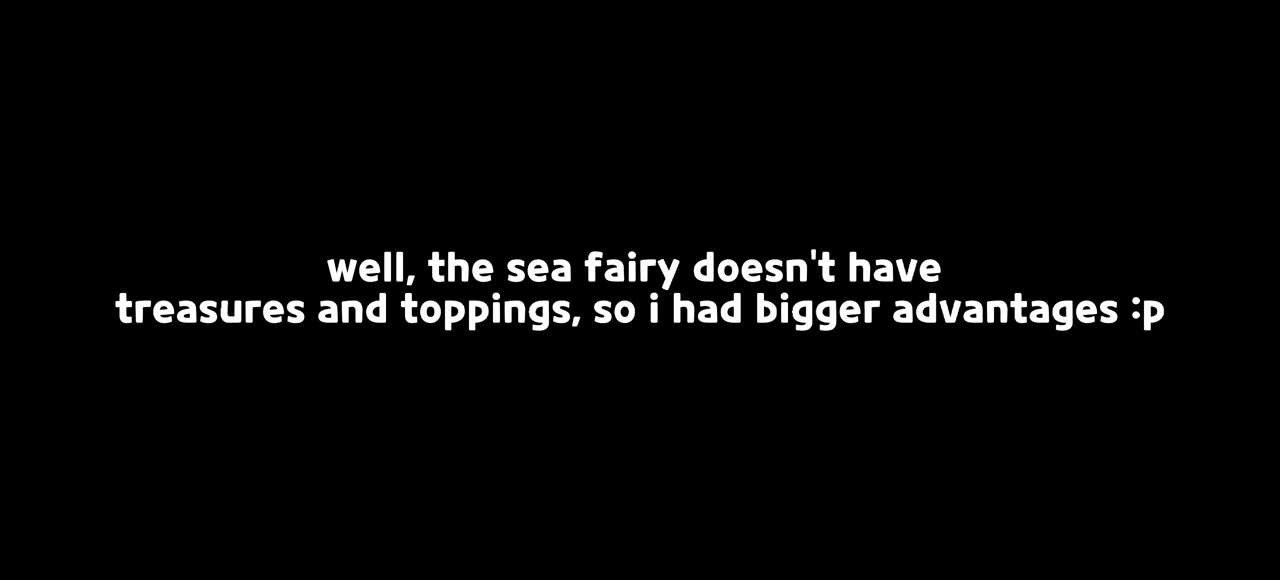 well, the sea fairy doesn't have
treasures and toppings, so i had bigger advantages :p